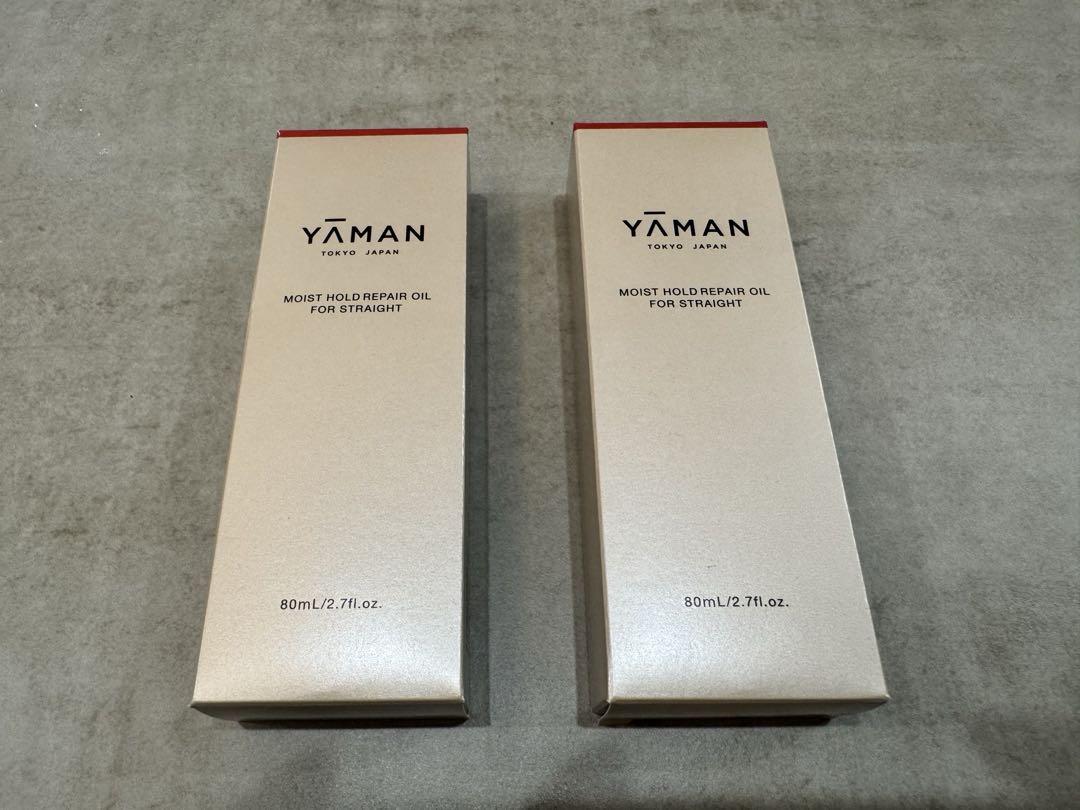 YĀMAN
TOKYO JAPAN
MOIST HOLD REPAIR OIL
FOR STRAIGHT
80mL/2.7fl.oz.
YĀMAN
TOKYO JAPAN
MOIST HOLD REPAIR OIL
FOR STRAIGHT
80mL/2.7fl.oz.